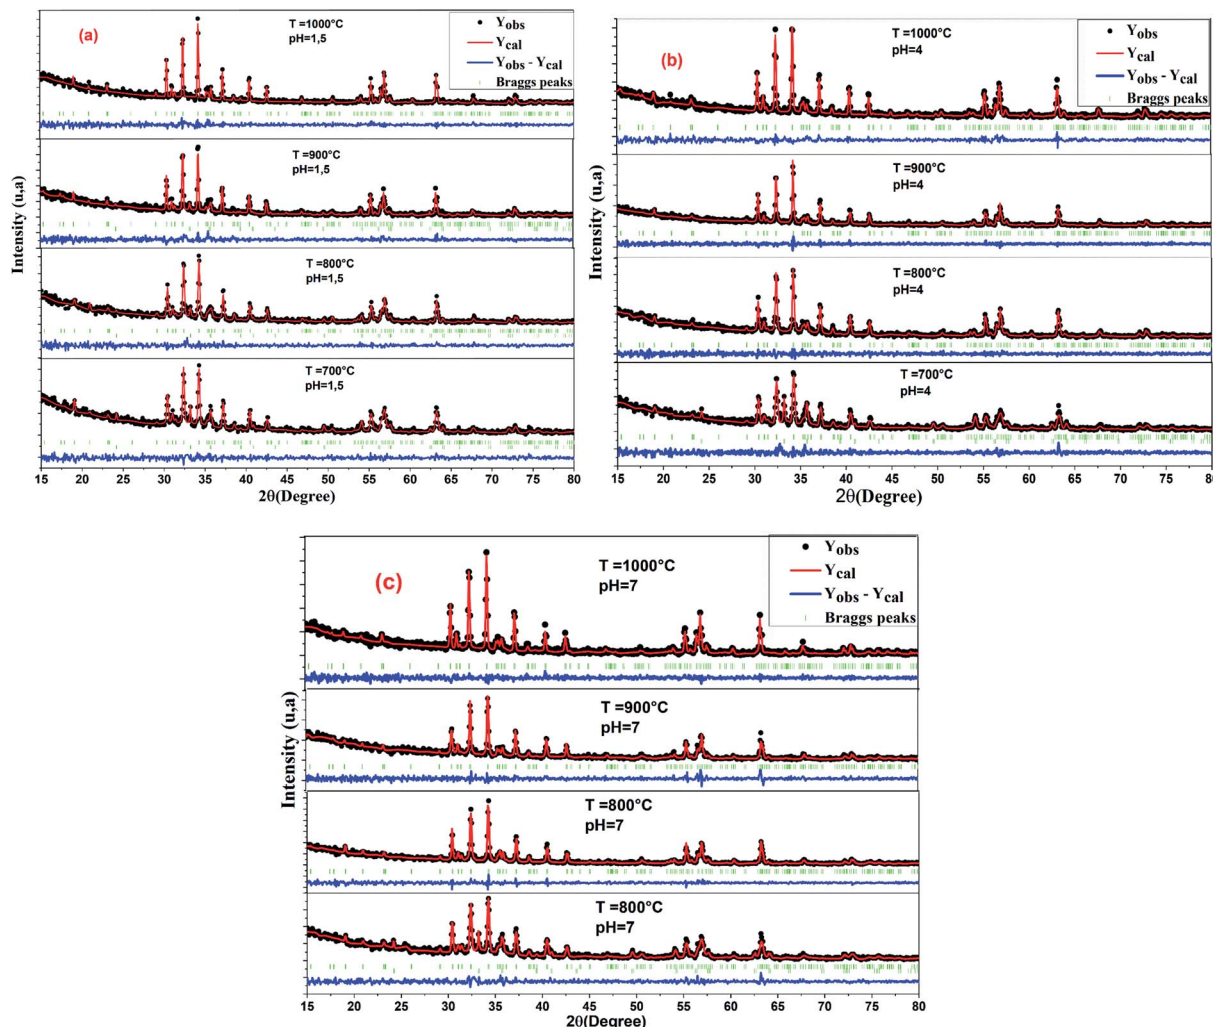 (a)
T =1000°C
pH=1,5
Yobs
Ycal
Yobs - Ycal
Braggs peaks
T =900°C
pH=1,5
T =800°C
pH=1,5
T =700°C
pH=1,5
Intensity (u,a)
15 20 25 30 35 40 45 50 55 60 65 70 75 80
2θ(Degree)
(b)
T =1000°C
pH=4
Yobs
Ycal
Yobs - Ycal
Braggs peaks
T =900°C
pH=4
T =800°C
pH=4
T =700°C
pH=4
Intensity (u,a)
15 20 25 30 35 40 45 50 55 60 65 70 75 80
2θ(Degree)
(c)
T =1000°C
pH=7
Yobs
Ycal
Yobs - Ycal
Braggs peaks
T =900°C
pH=7
T =800°C
pH=7
T =800°C
pH=7
Intensity (u,a)
15 20 25 30 35 40 45 50 55 60 65 70 75 80
2θ(Degree)